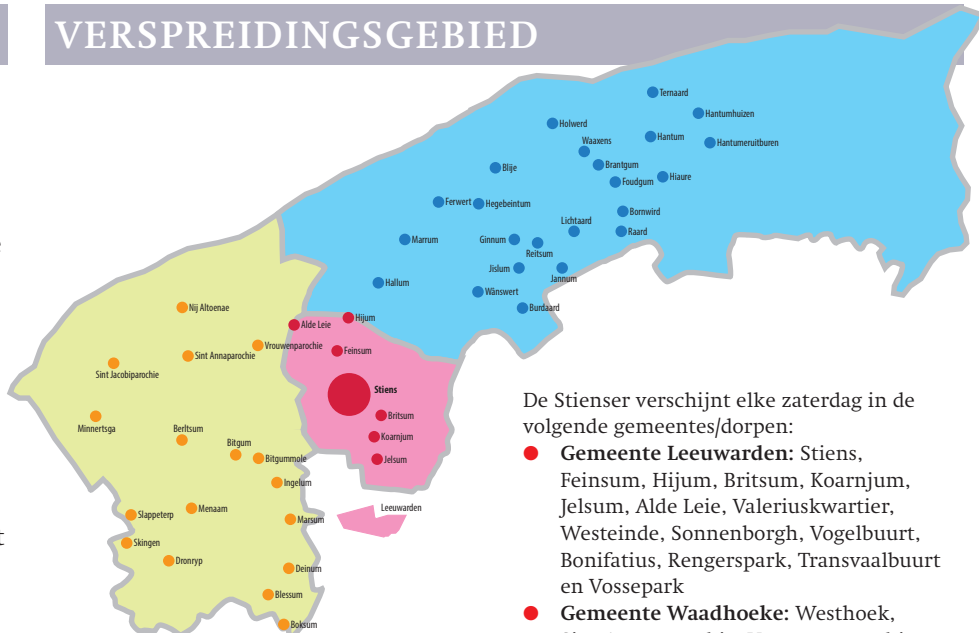 VERSPREIDINGSGEBIED
Ternaard
Hantumhuizen
Holwerd
Hantum
Waaxens
Hantumeruitburen
Brantgum
Blije
Foudgum
Hiaure
Ferwert
Hegebeintum
Bornwird
Lichtaard
Raard
Marrum
Ginnum
Reitsum
Jislum
Jannum
Hallum
Wânswert
Burdaard
Nij Altoenae
Alde Leie
Hijum
Vrouwenparochie
Feinsum
Sint Annaparochie
Sint Jacobiparochie
Stiens
Minnertsga
Britsum
Berltsum
Koarnjum
Bitgum
Bitgummole
Jelsum
Ingelum
Menaam
Leeuwarden
Slappeterp
Marsum
Skingen
Dronryp
Deinum
Blessum
Boksum
De Stienser verschijnt elke zaterdag in de
volgende gemeentes/dorpen:
Gemeente Leeuwarden: Stiens,
Feinsum, Hijum, Britsum, Koarnjum,
Jelsum, Alde Leie, Valeriuskwartier,
Westeinde, Sonnenborgh, Vogelbuurt,
Bonifatius, Rengerspark, Transvaalbuurt
en Vossepark
Gemeente Waadhoeke: Westhoek,